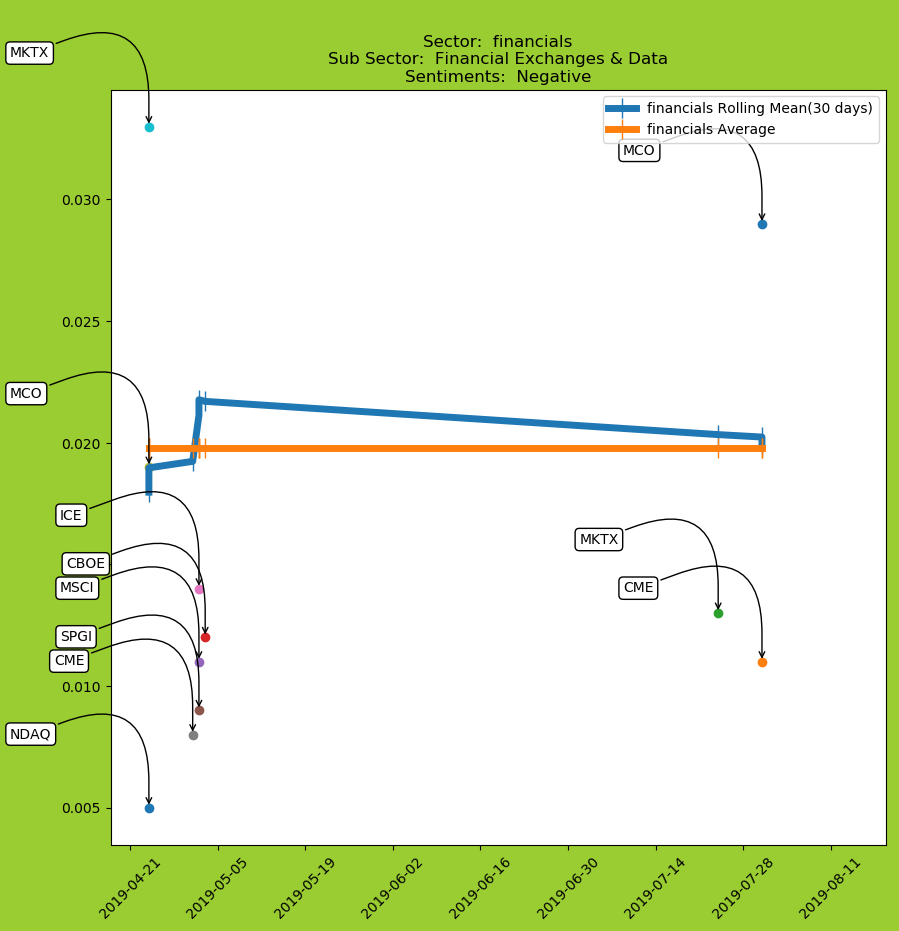 Sector:  financials
Sub Sector:  Financial Exchanges & Data
Sentiments:  Negative
financials Rolling Mean(30 days)
financials Average
MKTX
MCO
MCO
ICE
CBOE
MSCI
SPGI
CME
NDAQ
MKTX
CME
0.030
0.025
0.020
0.010
0.005
2019-04-21
2019-05-05
2019-05-19
2019-06-02
2019-06-16
2019-06-30
2019-07-14
2019-07-28
2019-08-11